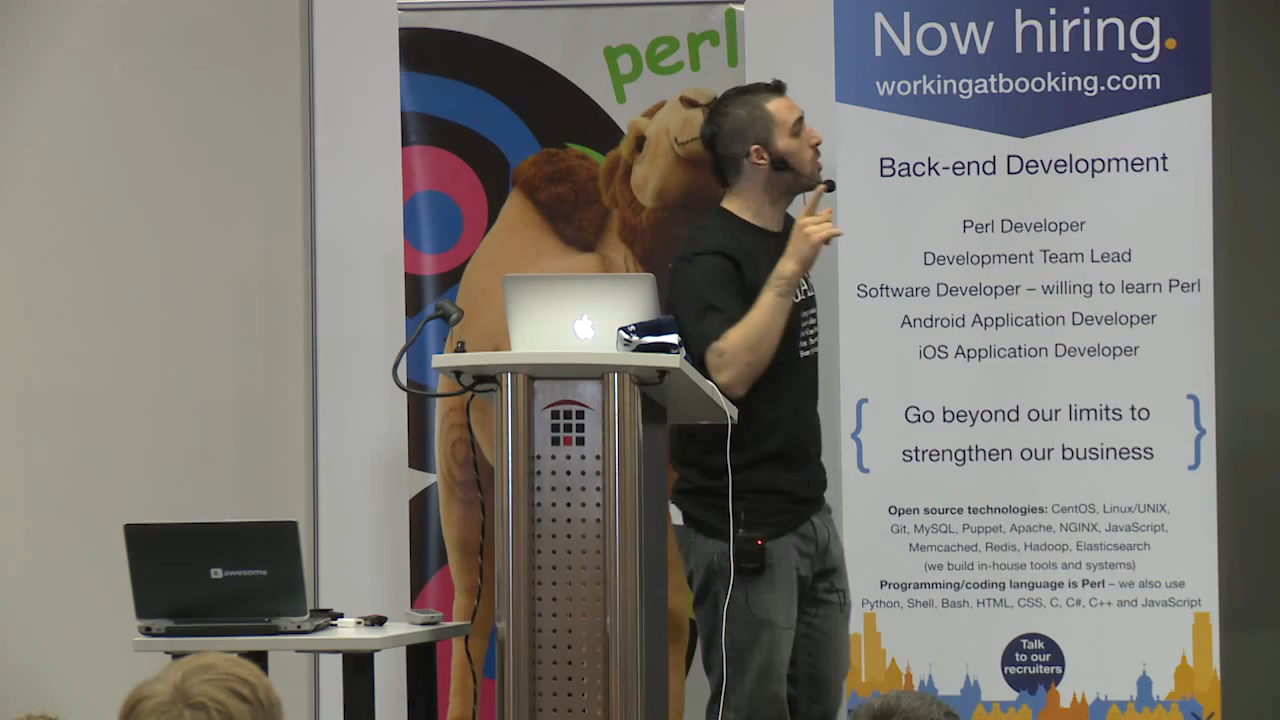 perl
Now hiring.
workingatbooking.com
Back-end Development
Perl Developer
Development Team Lead
Software Developer – willing to learn Perl
Android Application Developer
iOS Application Developer
{ Go beyond our limits to }
strengthen our business
Open source technologies: CentOS, Linux/UNIX,
Git, MySQL, Puppet, Apache, NGINX, JavaScript,
Memcached, Redis, Hadoop, Elasticsearch
(we build in-house tools and systems)
Programming/coding language is Perl – we also use
Python, Shell, Bash, HTML, CSS, C, C#, C++ and JavaScript
Talk
to our
recruiters
awesome